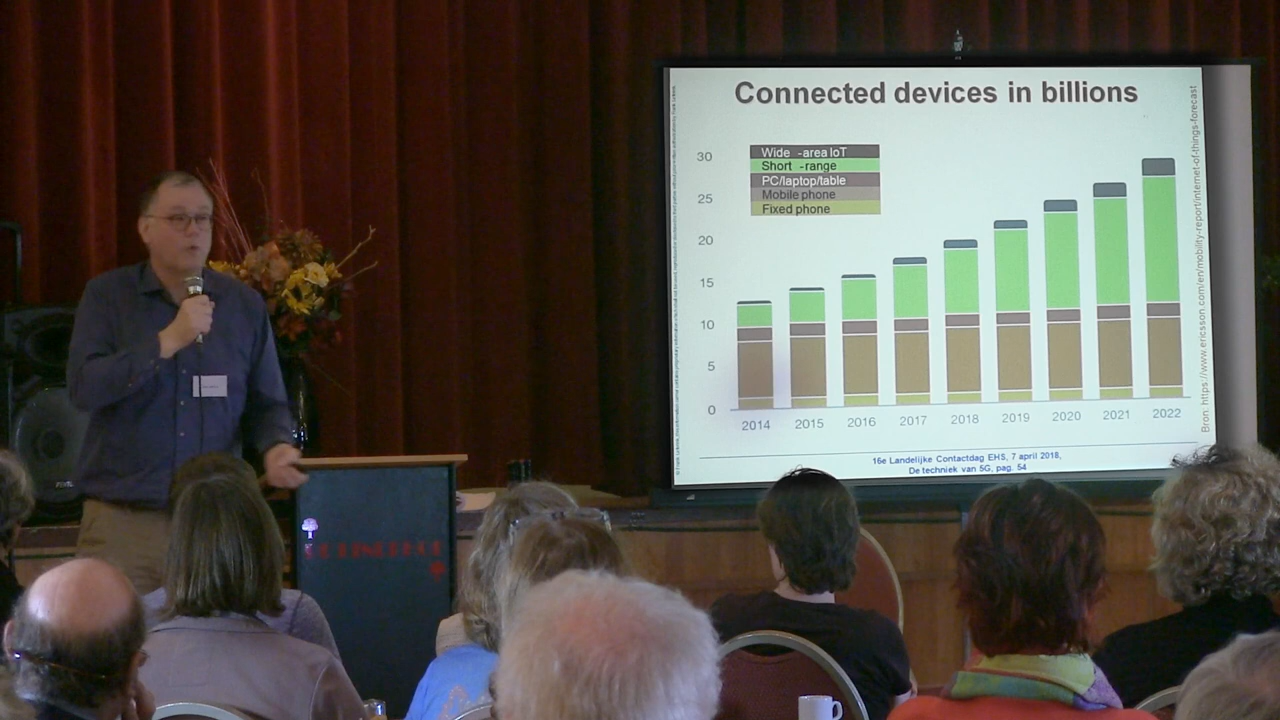 Connected devices in billions
30
25
20
15
10
5
0
Wide -area IoT
Short -range
PC/laptop/table
Mobile phone
Fixed phone
2014 2015 2016 2017 2018 2019 2020 2021 2022
Bron: https://www.ericsson.com/en/mobility-report/internet-of-things-forecast
16e Landelijke Contactdag EHS, 7 april 2018,
De techniek van 5G, pag. 54